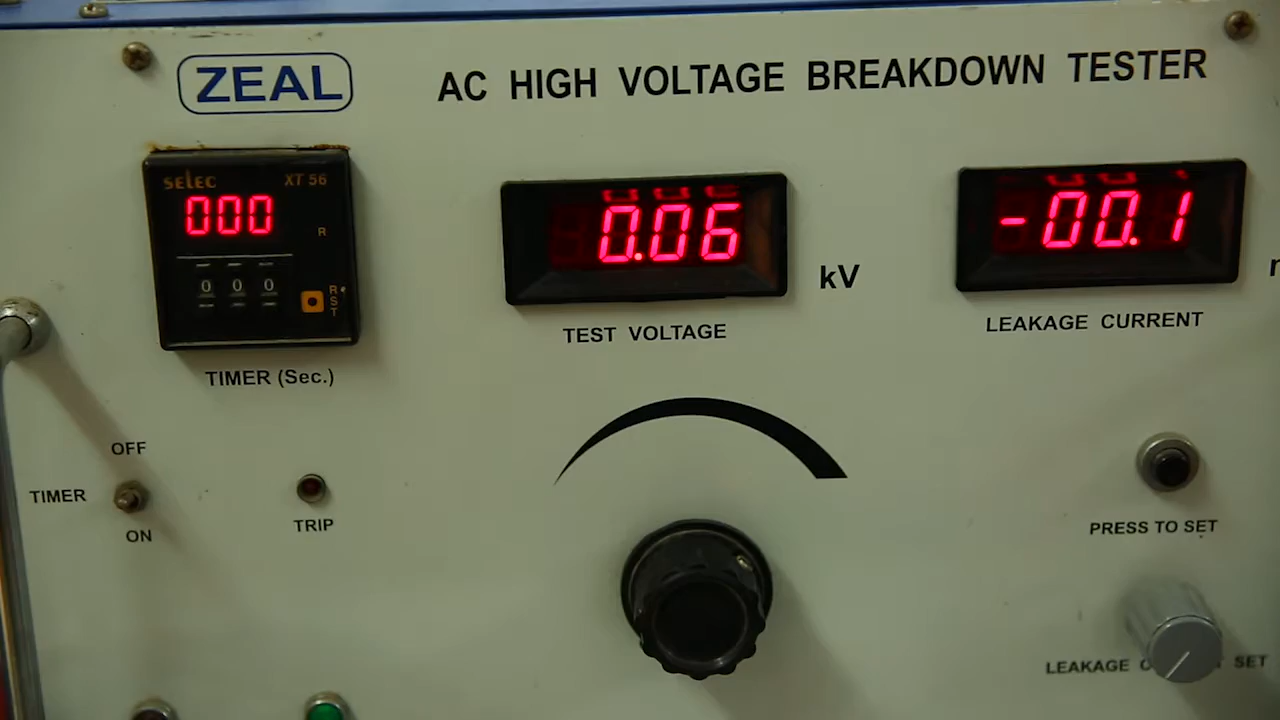 ZEAL
AC HIGH VOLTAGE BREAKDOWN TESTER
selec XT 56
000
R
0 0 0
RST
TIMER (Sec.)
0.06
kV
TEST VOLTAGE
-00.1
LEAKAGE CURRENT
OFF
TIMER
ON
TRIP
PRESS TO SET
LEAKAGE SET